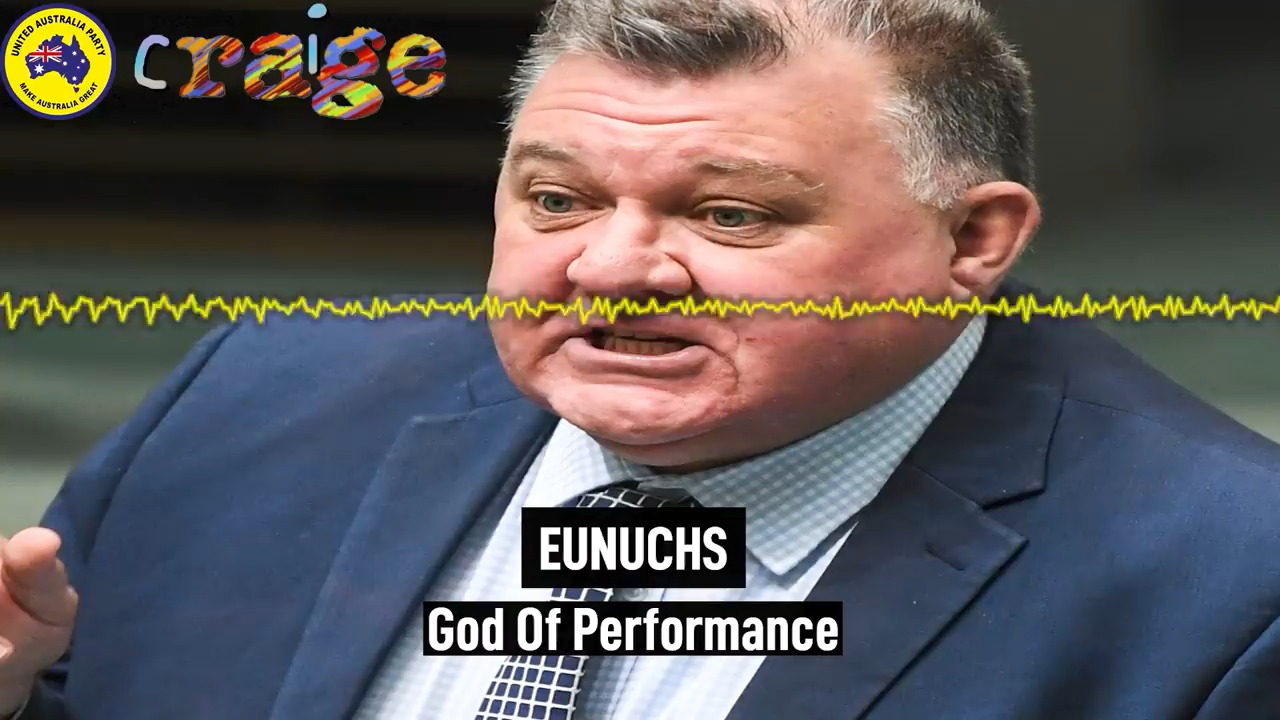 UNITED AUSTRALIA PARTY
MAKE AUSTRALIA GREAT
craige
EUNUCHS
God Of Performance